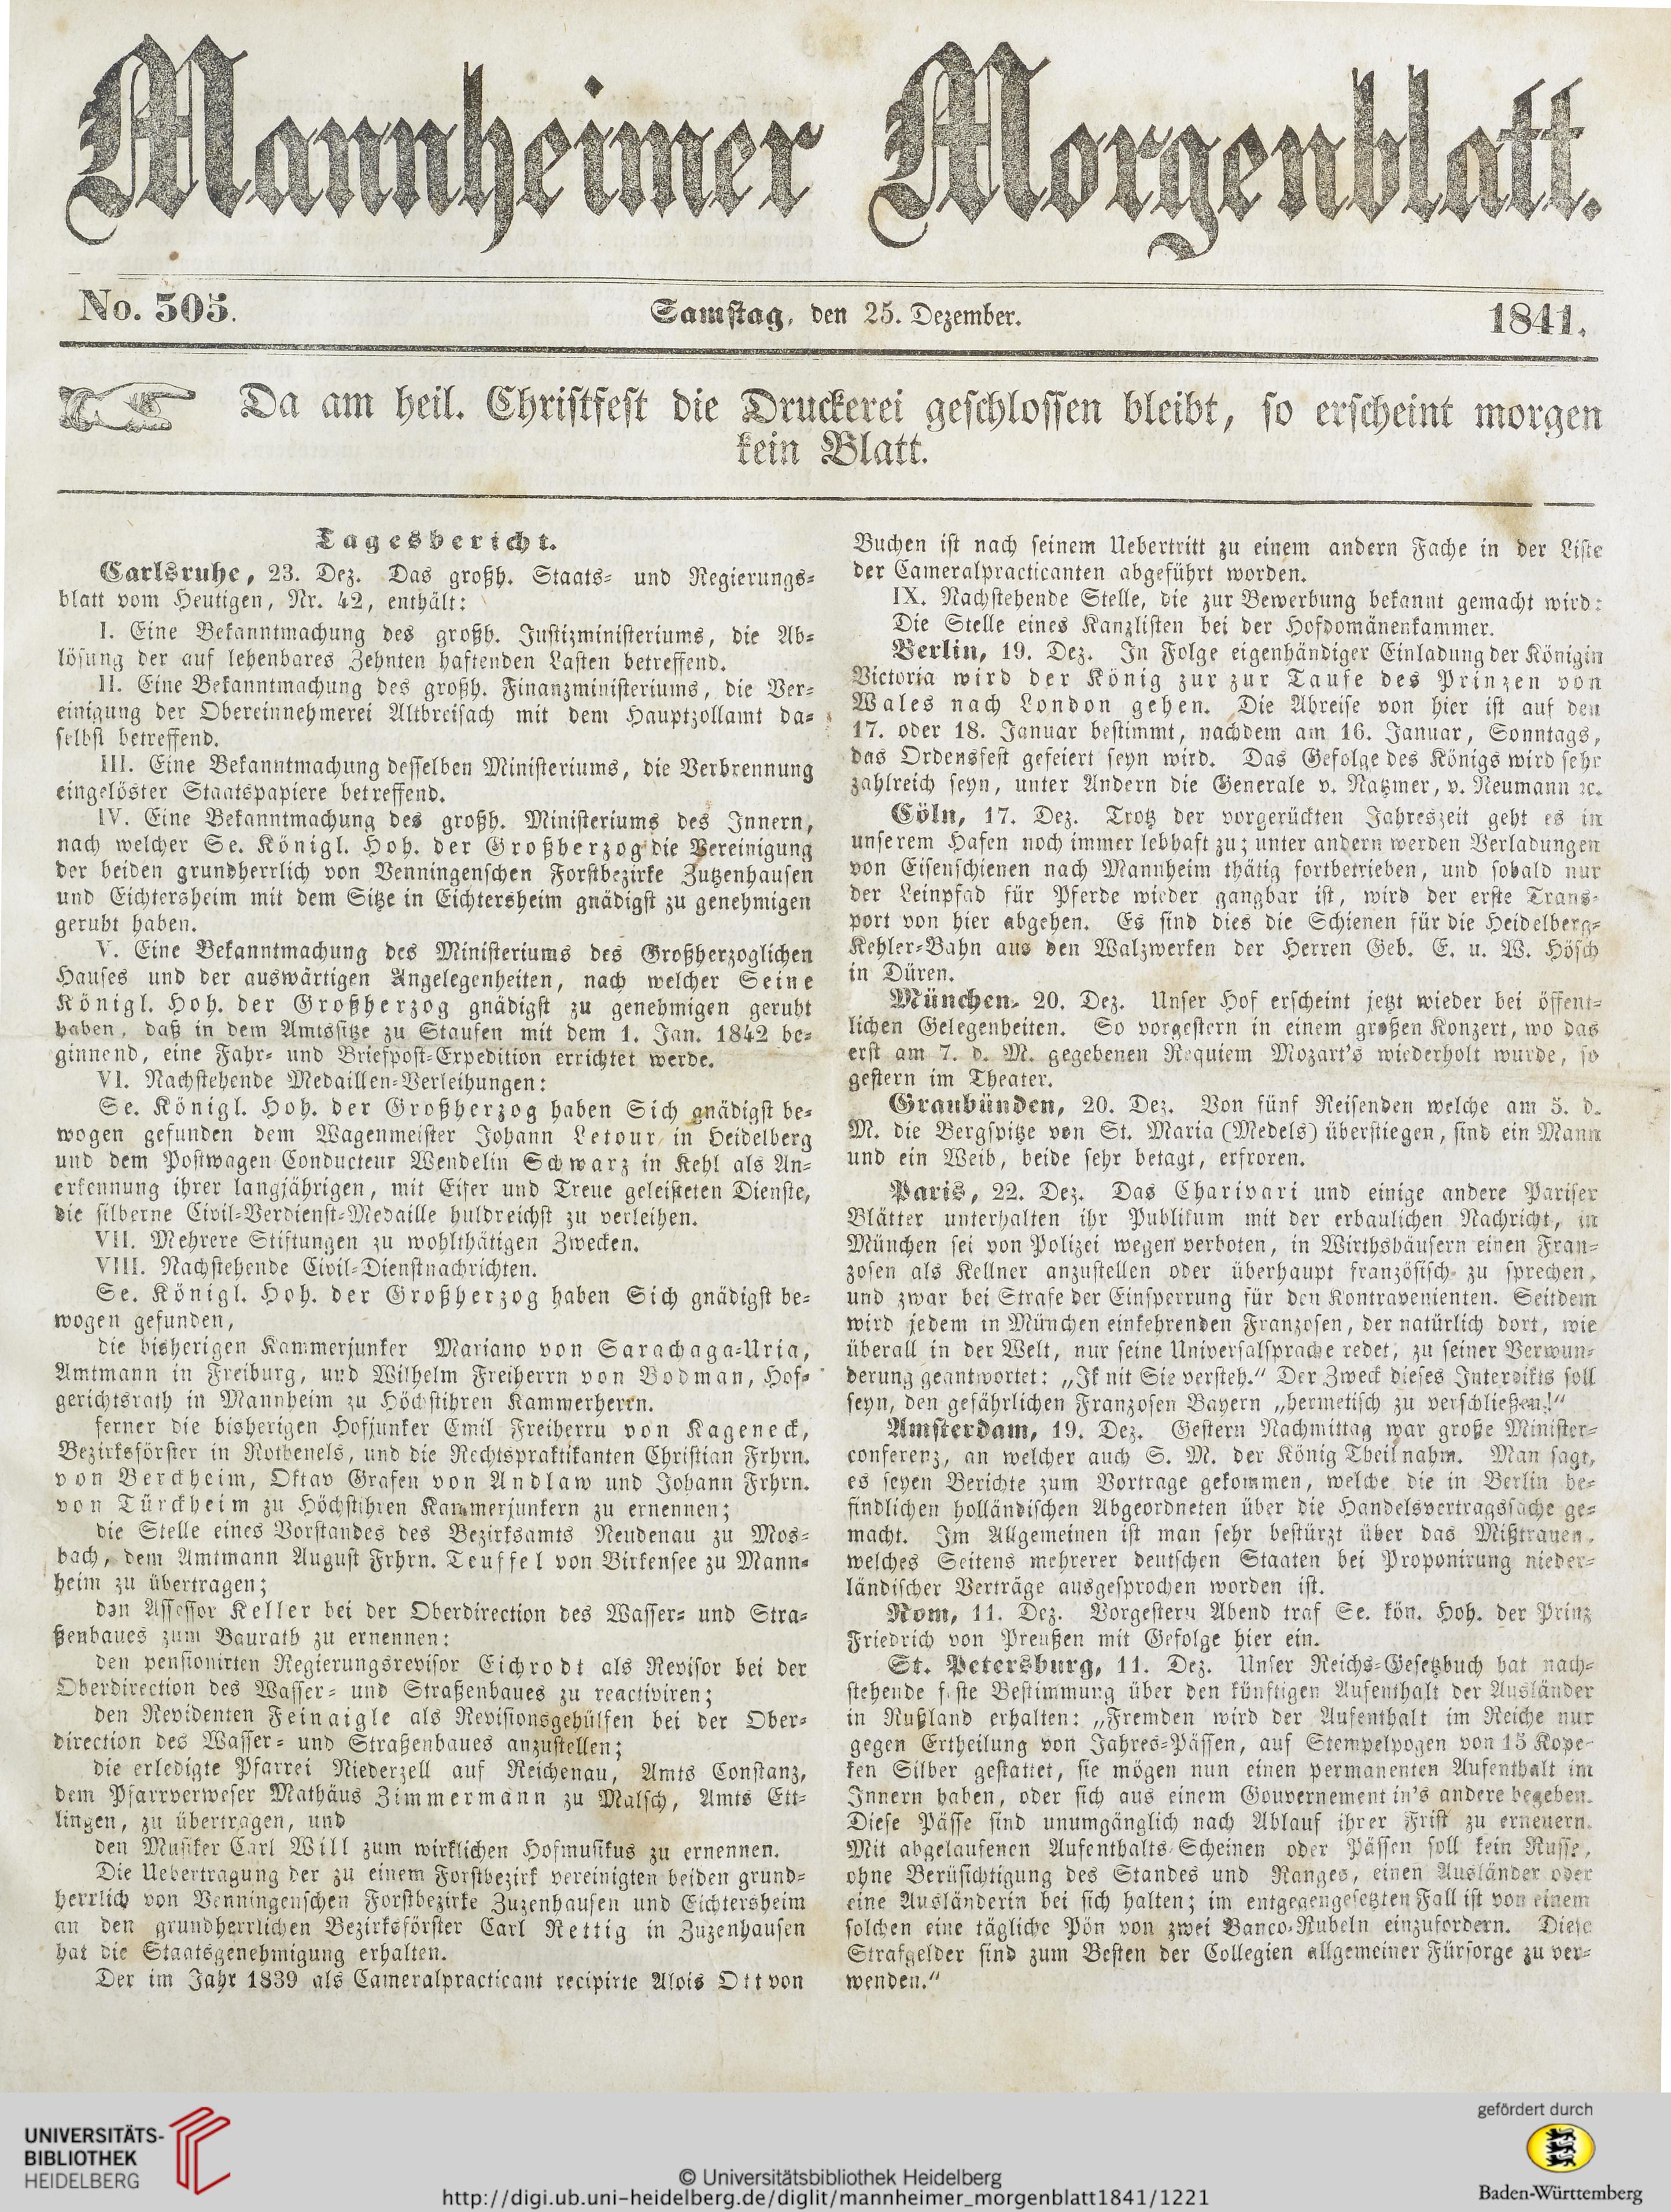 Mannheimer Morgenblatt.
No. 305.
Samstag, den 25. Dezember.
1841.
Da am heil. Christfest die Druckerei geschlossen bleibt, so erscheint morgen
kein Blatt.
Tagesbericht.
Carlsruhe, 23. Dez. Das großh. Staats- und Regierungs-
blatt vom Heutigen, Nr. 42, enthält:
I. Eine Bekanntmachung des großh. Justizministeriums, die Ab-
lösung der auf lehenbares Zehnten haftenden Lasten betreffend.
II. Eine Bekanntmachung des großh. Finanzministeriums, die Ver-
einigung der Obereinnehmerei Altbreisach mit dem Hauptzollamt da-
selbst betreffend.
III. Eine Bekanntmachung desselben Ministeriums, die Verbrennung
eingelöster Staatspapiere betreffend.
IV. Eine Bekanntmachung des großh. Ministeriums des Innern,
nach welcher Se. Königl. Hoh. der Großherzog die Vereinigung
der beiden grundherrlich von Venningenschen Forstbezirke Zutzenhausen
und Eichtersheim mit dem Sitze in Eichtersheim gnädigst zu genehmigen
geruht haben.
V. Eine Bekanntmachung des Ministeriums des Großherzoglichen
Hauses und der auswärtigen Angelegenheiten, nach welcher Seine
Königl. Hoh. der Großherzog gnädigst zu genehmigen geruht
haben, daß in dem Amtssitze zu Staufen mit dem 1. Jan. 1842 be-
ginnend, eine Fahr- und Briefpost-Expedition errichtet werde.
VI. Nachstehende Medaillen-Verleihungen:
Se. Königl. Hoh. der Großherzog haben Sich gnädigst be-
wogen gefunden dem Wagenmeister Johann Letour in Heidelberg
und dem Postwagen Conducteur Wendelin Schwarz in Kehl als An-
erkennung ihrer langjährigen, mit Eifer und Treue geleisteten Dienste,
die silberne Civil-Verdienst-Medaille huldreichst zu verleihen.
VII. Mehrere Stiftungen zu wohlthätigen Zwecken.
VIII. Nachstehende Civil-Dienstnachrichten.
Se. Königl. Hoh. der Großherzog haben Sich gnädigst be-
wogen gefunden,
die bisherigen Kammerjunker Mariano von Sarachaga-Uria,
Amtmann in Freiburg, und Wilhelm Freiherrn von Bodman, Hof-
gerichtsrath in Mannheim zu Höchstihren Kammerherrn.
ferner die bisherigen Hofjunker Emil Freiherru von Kageneck,
Bezirksförster in Rothenels, und die Rechtspraktikanten Christian Frhrn.
von Berckheim, Oktav Grafen von Andlaw und Johann Frhrn.
von Türckheim zu Höchstihren Kammerjunkern zu ernennen;
die Stelle eines Vorstandes des Bezirksamts Neudenau zu Mos-
bach, dem Amtmann August Frhrn. Teuffel von Birkensee zu Mann-
heim zu übertragen;
den Assessor Keller bei der Oberdirection des Wasser- und Stra-
ßenbaues zum Baurath zu ernennen:
den pensionirten Regierungsrevisor Eichrodt als Revisor bei der
Oberdirection des Wasser- und Straßenbaues zu reactiviren;
den Revidenten Feinaigle als Revisionsgehülfen bei der Ober-
direction des Wasser- und Straßenbaues anzustellen;
die erledigte Pfarrei Niederzell auf Reichenau, Amts Constanz,
dem Pfarrverweser Mathäus Zimmermann zu Malsch, Amts Ett-
lingen, zu übertragen, und
den Musiker Carl Will zum wirklichen Hofmusikus zu ernennen.
Die Uebertragung der zu einem Forstbezirk vereinigten beiden grund-
herrlich von Venningenschen Forstbezirke Zuzenhausen und Eichtersheim
an den grundherrlichen Bezirksförster Carl Rettig in Zuzenhausen
hat die Staatsgenehmigung erhalten.
Der im Jahr 1839 als Cameralpracticant recipirte Alois Ott von
Buchen ist nach seinem Uebertritt zu einem andern Fache in der Liste
der Cameralpracticanten abgeführt worden.
IX. Nachstehende Stelle, die zur Bewerbung bekannt gemacht wird:
Die Stelle eines Kanzlisten bei der Hofdomänenkammer.
Berlin, 19. Dez. In Folge eigenhändiger Einladung der Königin
Victoria wird der König zur zur Taufe des Prinzen von
Wales nach London gehen. Die Abreise von hier ist auf den
17. oder 18. Januar bestimmt, nachdem am 16. Januar, Sonntags,
das Ordensfest gefeiert seyn wird. Das Gefolge des Königs wird sehr
zahlreich seyn, unter Andern die Generale v. Natzmer, v. Neumann ꝛc.
Cöln, 17. Dez. Trotz der vorgerückten Jahreszeit geht es in
unserem Hafen noch immer lebhaft zu; unter andern werden Verladungen
von Eisenschienen nach Mannheim thätig fortbetrieben, und sobald nur
der Leinpfad für Pferde wieder gangbar ist, wird der erste Trans-
port von hier abgehen. Es sind dies die Schienen für die Heidelberg-
Kehler-Bahn aus den Walzwerken der Herren Geb. E. u. W. Hösch
in Düren.
München. 20. Dez. Unser Hof erscheint jetzt wieder bei öffent-
lichen Gelegenheiten. So vorgestern in einem großen Konzert, wo das
erst am 7. d. M. gegebenen Requiem Mozart's wiederholt wurde, so
gestern im Theater.
Graubünden, 20. Dez. Von fünf Reisenden welche am 5. d.
M. die Bergspitze von St. Maria (Medels) überstiegen, sind ein Mann
und ein Weib, beide sehr betagt, erfroren.
Paris, 22. Dez. Das Charivari und einige andere Pariser
Blätter unterhalten ihr Publikum mit der erbaulichen Nachricht, in
München sei von Polizei wegen verboten, in Wirthshäusern einen Fran-
zosen als Kellner anzustellen oder überhaupt französisch zu sprechen,
und zwar bei Strafe der Einsperrung für den Kontravenienten. Seitdem
wird jedem in München einkehrenden Franzosen, der natürlich dort, wie
überall in der Welt, nur seine Universalsprache redet, zu seiner Verwun-
derung geantwortet: „Ik nit Sie versteh." Der Zweck dieses Interdikts soll
seyn, den gefährlichen Franzosen Bayern „hermetisch zu verschließen!"
Amsterdam, 19. Dez. Gestern Nachmittag war große Minister-
conferenz, an welcher auch S. M. der König Theil nahm. Man sagt,
es seyen Berichte zum Vortrage gekommen, welche die in Berlin be-
findlichen holländischen Abgeordneten über die Handelsvertragssache ge-
macht. Im Allgemeinen ist man sehr bestürzt über das Mißtrauen,
welches Seitens mehrerer deutschen Staaten bei Proponirung nieder-
ländischer Verträge ausgesprochen worden ist.
Rom, 11. Dez. Vorgestern Abend traf Se. kön. Hoh. der Prinz
Friedrich von Preußen mit Gefolge hier ein.
St. Petersburg, 11. Dez. Unser Reichs-Gesetzbuch hat nach-
stehende feste Bestimmung über den künftigen Aufenthalt der Ausländer
in Rußland erhalten: „Fremden wird der Aufenthalt im Reiche nur
gegen Ertheilung von Jahres-Pässen, auf Stempelpogen von 15 Kope-
ken Silber gestattet, sie mögen nun einen permanenten Aufenthalt im
Innern haben, oder sich aus einem Gouvernement in's andere begeben.
Diese Pässe sind unumgänglich nach Ablauf ihrer Frist zu erneuern.
Mit abgelaufenen Aufenthalts-Scheinen oder Pässen soll kein Russe,
ohne Berüsichtigung des Standes und Ranges, einen Ausländer oder
eine Ausländerin bei sich halten; im entgegengesetzten Fall ist von einem
solchen eine tägliche Pön von zwei Banco-Rubeln einzufordern. Diese
Strafgelder sind zum Besten der Collegien allgemeiner Fürsorge zu ver-
wenden."
UNIVERSITÄTS-
BIBLIOTHEK
HEIDELBERG
© Universitätsbibliothek Heidelberg
http://digi.ub.uni-heidelberg.de/diglit/mannheimer_morgenblatt1841/1221
gefördert durch
Baden-Württemberg